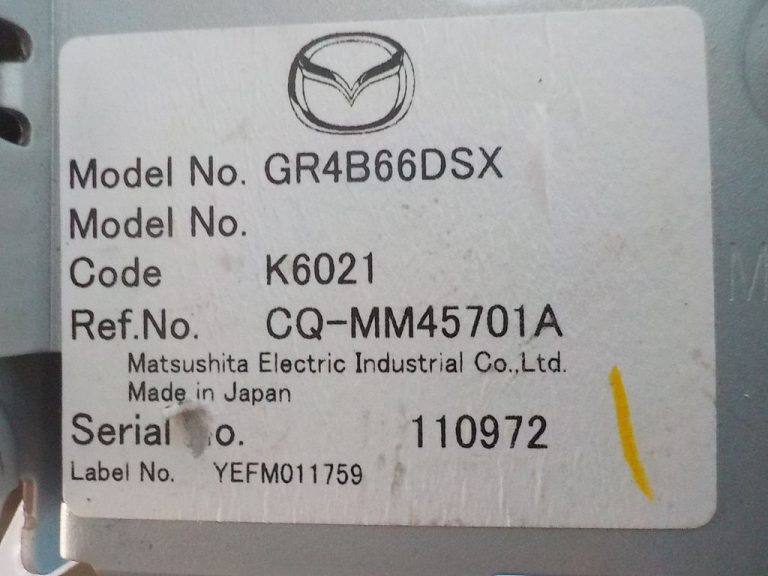 Model No. GR4B66DSX
Model No.
Code K6021
Ref.No. CQ-MM45701A
Matsushita Electric Industrial Co.,Ltd.
Made in Japan
Serial No. 110972
Label No. YEFM011759
M